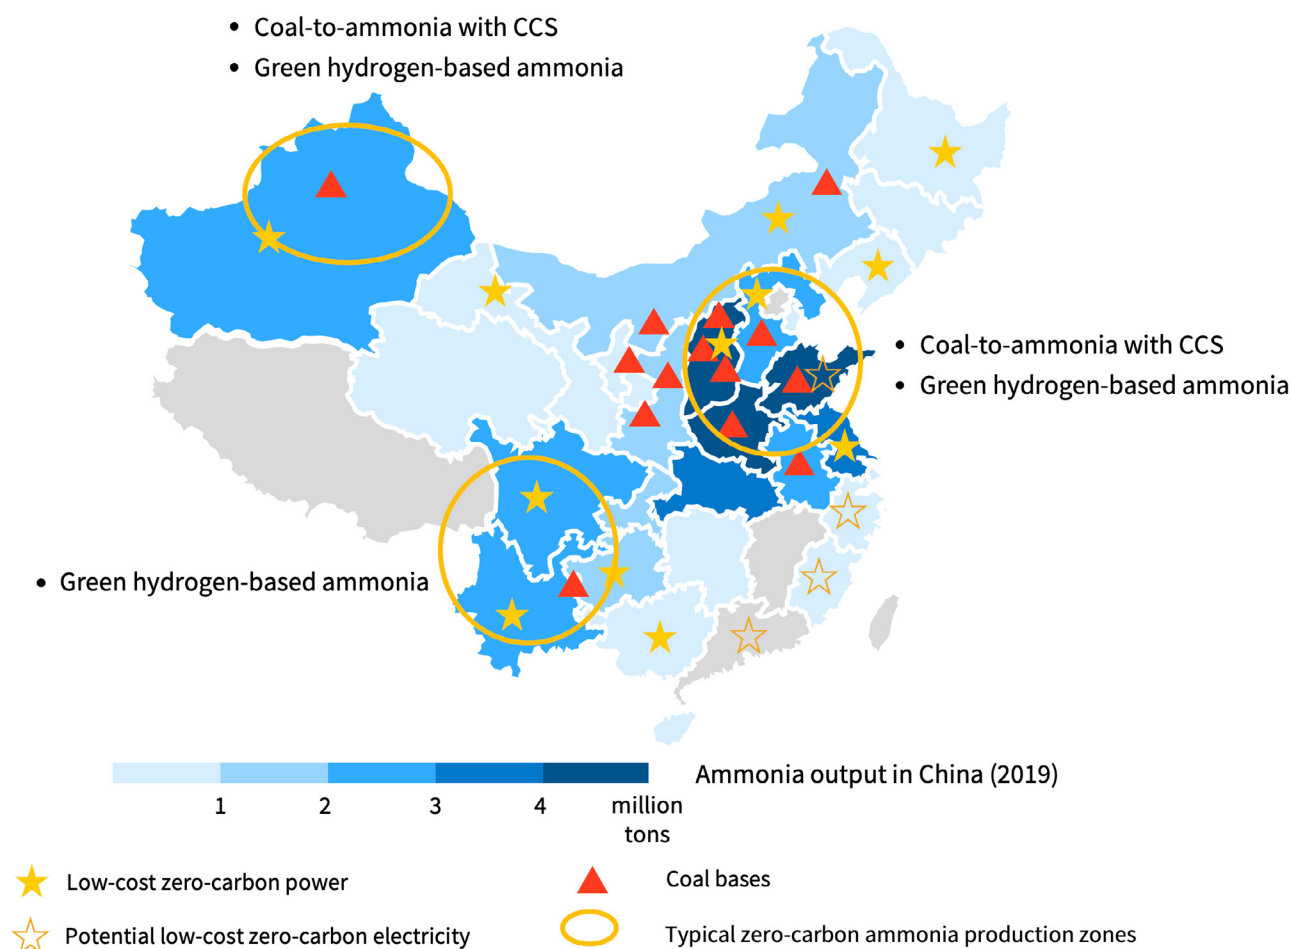 • Coal-to-ammonia with CCS
• Green hydrogen-based ammonia
• Coal-to-ammonia with CCS
• Green hydrogen-based ammonia
• Green hydrogen-based ammonia
Ammonia output in China (2019)
1 2 3 4 million
tons
Low-cost zero-carbon power
Coal bases
Potential low-cost zero-carbon electricity
Typical zero-carbon ammonia production zones